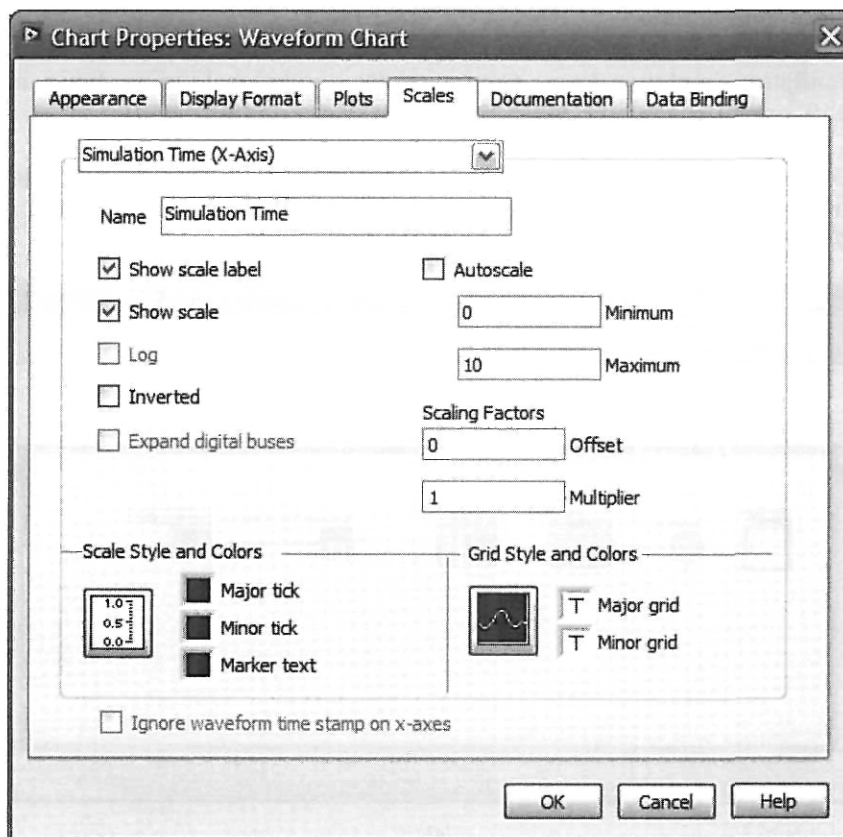 Chart Properties: Waveform Chart
Appearance Display Format Plots Scales Documentation Data Binding
Simulation Time (X-Axis)
Name Simulation Time
Show scale label Autoscale
Show scale 0 Minimum
Log 10 Maximum
Inverted
Scaling Factors
Expand digital buses 0 Offset
1 Multiplier
Scale Style and Colors Grid Style and Colors
1.0 Major tick T Major grid
0.5 Minor tick T Minor grid
0.0 Marker text
Ignore waveform time stamp on x-axes
OK Cancel Help